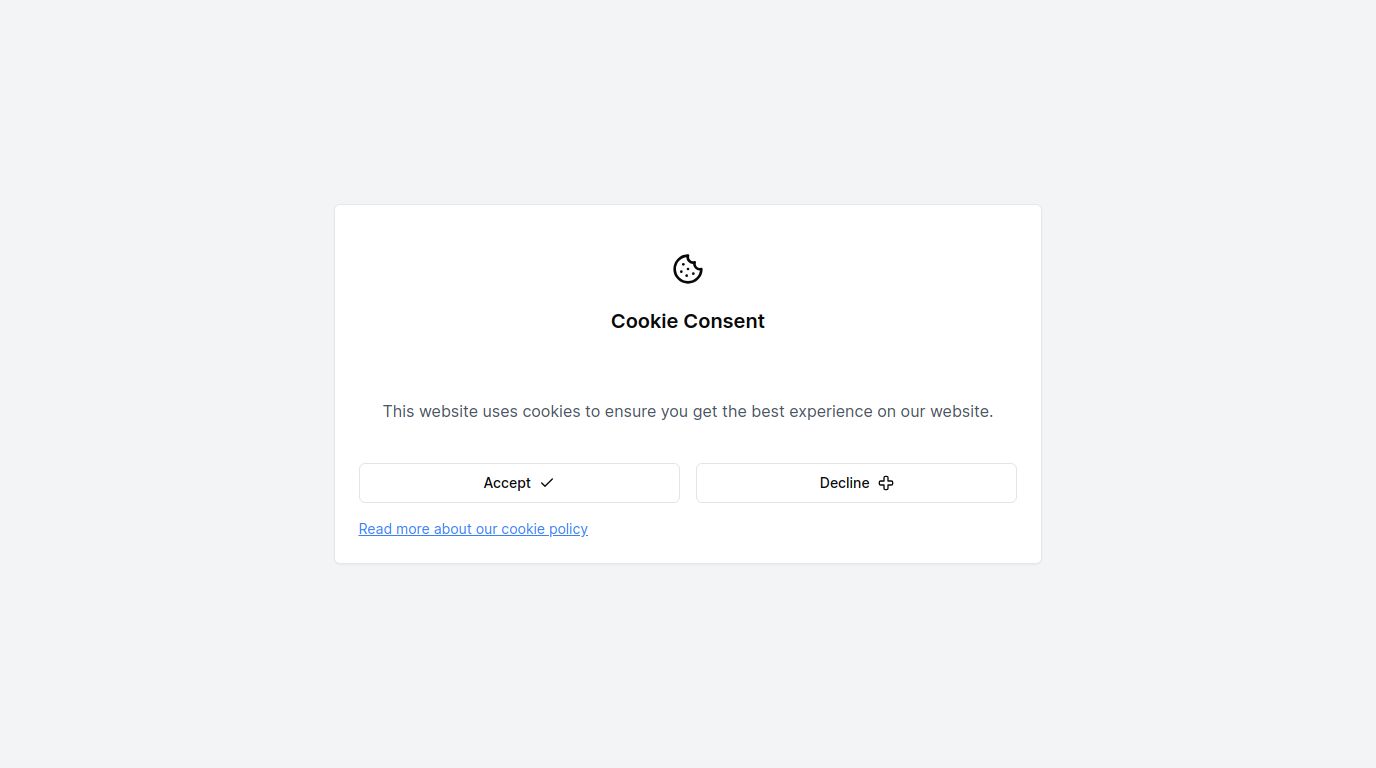 Cookie Consent
This website uses cookies to ensure you get the best experience on our website.
Accept
Decline
Read more about our cookie policy